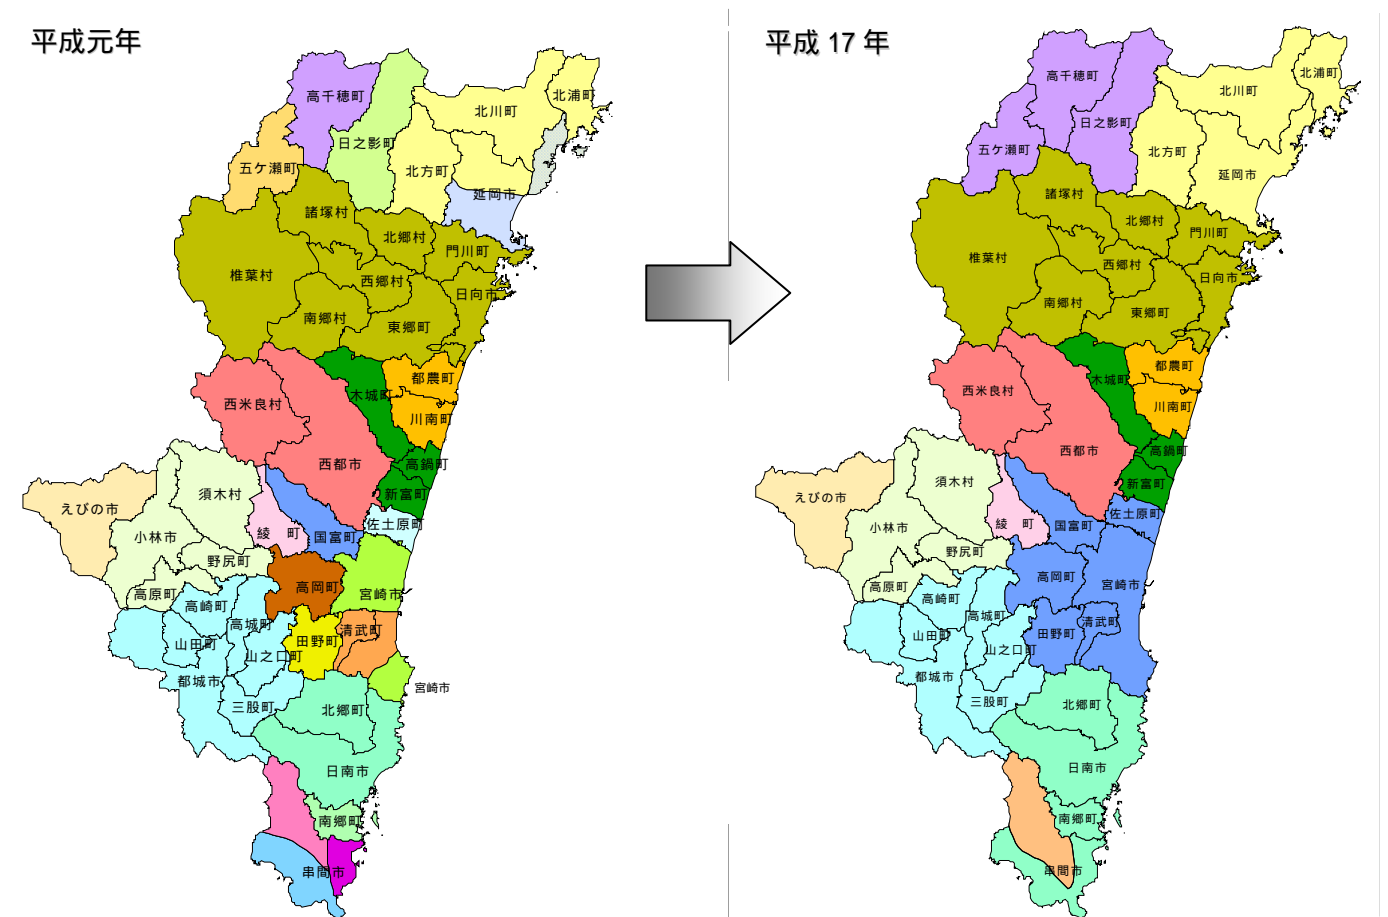 平成元年
高千穂町
北川町
北浦町
日之影町
五ケ瀬町
北方町
延岡市
諸塚村
北郷村
門川町
椎葉村
西郷村
日向市
南郷村
東郷町
都農町
木城町
西米良村
川南町
西都市
高鍋町
須木村
新富町
えびの市
佐土原町
小林市
綾 町
国富町
野尻町
高岡町
高原町
宮崎市
高崎町
高城町
清武町
山田町
田野町
山之口町
都城市
宮崎市
三股町
北郷町
日南市
南郷町
串間市
平成 17 年
高千穂町
北浦町
北川町
日之影町
五ケ瀬町
北方町
延岡市
諸塚村
北郷村
門川町
椎葉村
西郷村
日向市
南郷村
東郷町
都農町
木城町
西米良村
川南町
西都市
高鍋町
須木村
新富町
えびの市
佐土原町
小林市
綾 町
国富町
野尻町
高岡町
宮崎市
高原町
高崎町
高城町
清武町
山田町
田野町
山之口町
都城市
三股町
北郷町
日南市
南郷町
串間市